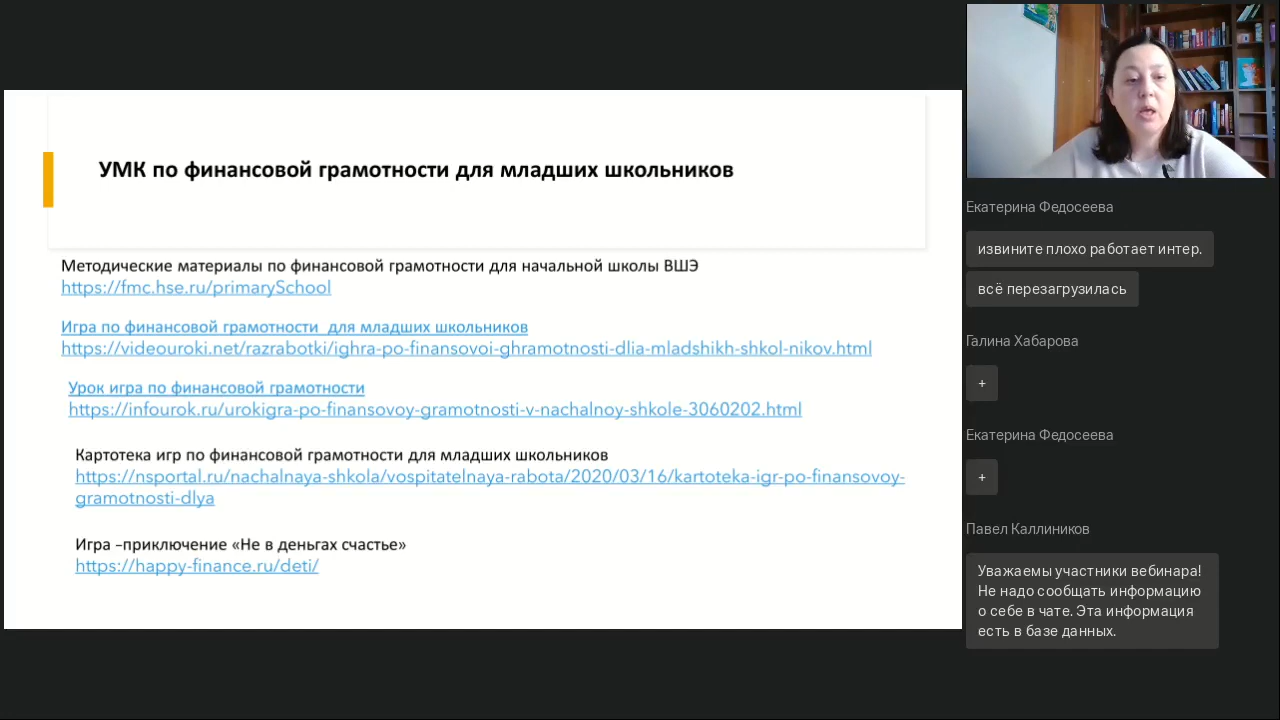 УМК по финансовой грамотности для младших школьников
Методические материалы по финансовой грамотности для начальной школы ВШЭ
https://fmc.hse.ru/primarySchool
Игра по финансовой грамотности  для младших школьников
https://videouroki.net/razrabotki/ighra-po-finansovoi-ghramotnosti-dlia-mladshikh-shkol-nikov.html
Урок игра по финансовой грамотности
https://infourok.ru/urokigra-po-finansovoy-gramotnosti-v-nachalnoy-shkole-3060202.html
Картотека игр по финансовой грамотности для младших школьников
https://nsportal.ru/nachalnaya-shkola/vospitatelnaya-rabota/2020/03/16/kartoteka-igr-po-finansovoy-
gramotnosti-dlya
Игра –приключение «Не в деньгах счастье»
https://happy-finance.ru/deti/
Екатерина Федосеева
извините плохо работает интер.
всё перезагрузилась
Галина Хабарова
+
Екатерина Федосеева
+
Павел Каллиников
Уважаемы участники вебинара!
Не надо сообщать информацию
о себе в чате. Эта информация
есть в базе данных.